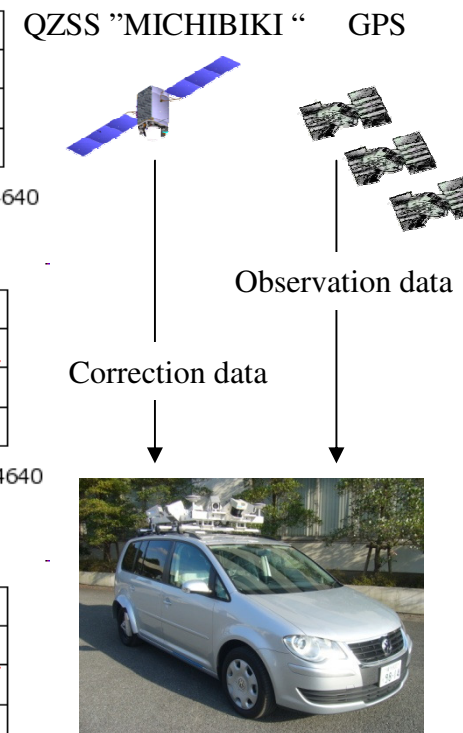 QZSS ”MICHIBIKI “ GPS
640
Observation data
Correction data
4640